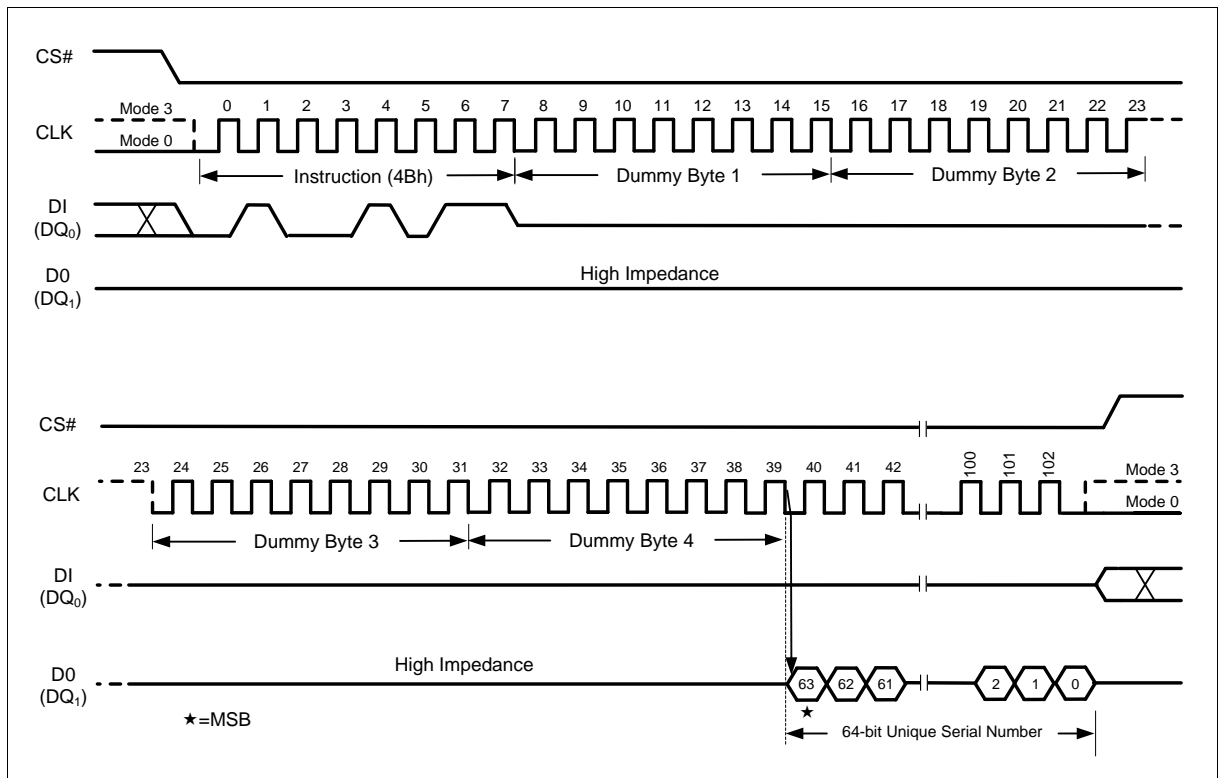 CS#
Mode 3
0 1 2 3 4 5 6 7 8 9 10 11 12 13 14 15 16 17 18 19 20 21 22 23
CLK
Mode 0
Instruction (4Bh) Dummy Byte 1 Dummy Byte 2
DI
(DQ0)
D0
(DQ1)
High Impedance
CS#
23 24 25 26 27 28 29 30 31 32 33 34 35 36 37 38 39 40 41 42 100 101 102
Mode 3
CLK
Mode 0
Dummy Byte 3 Dummy Byte 4
DI
(DQ0)
High Impedance
D0
(DQ1)
63 62 61 2 1 0
★=MSB
★
64-bit Unique Serial Number